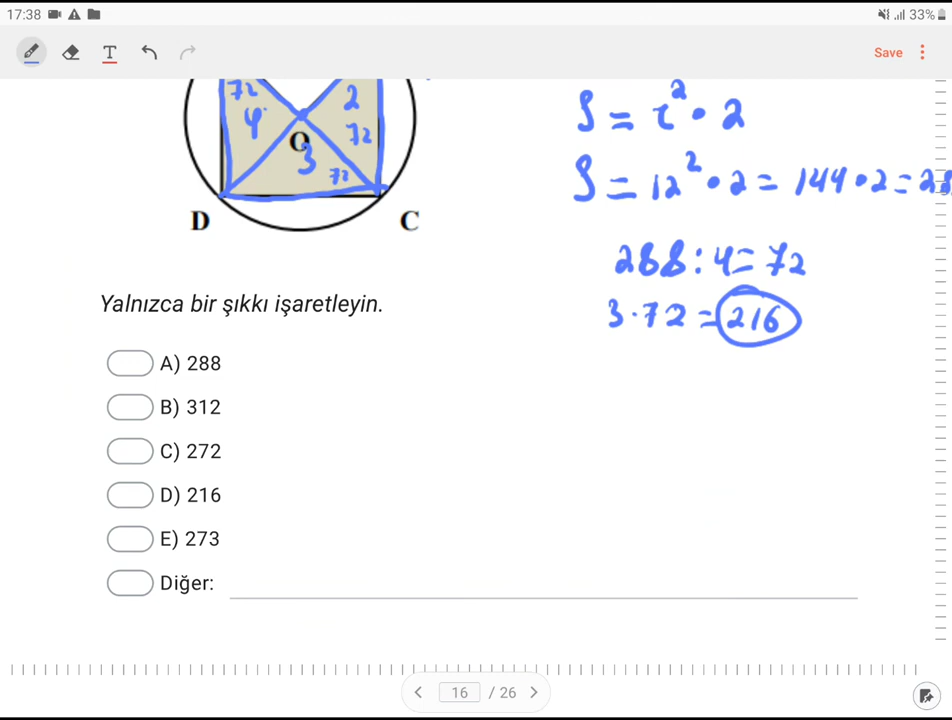 17:38
33%
T
Save
72
4
2
72
O
3
72
D
C
S = r² · 2
S = 12² · 2 = 144 · 2 = 28
288 : 4 = 72
3 · 72 = 216
Yalnızca bir şıkkı işaretleyin.
A) 288
B) 312
C) 272
D) 216
E) 273
Diğer:
16 / 26